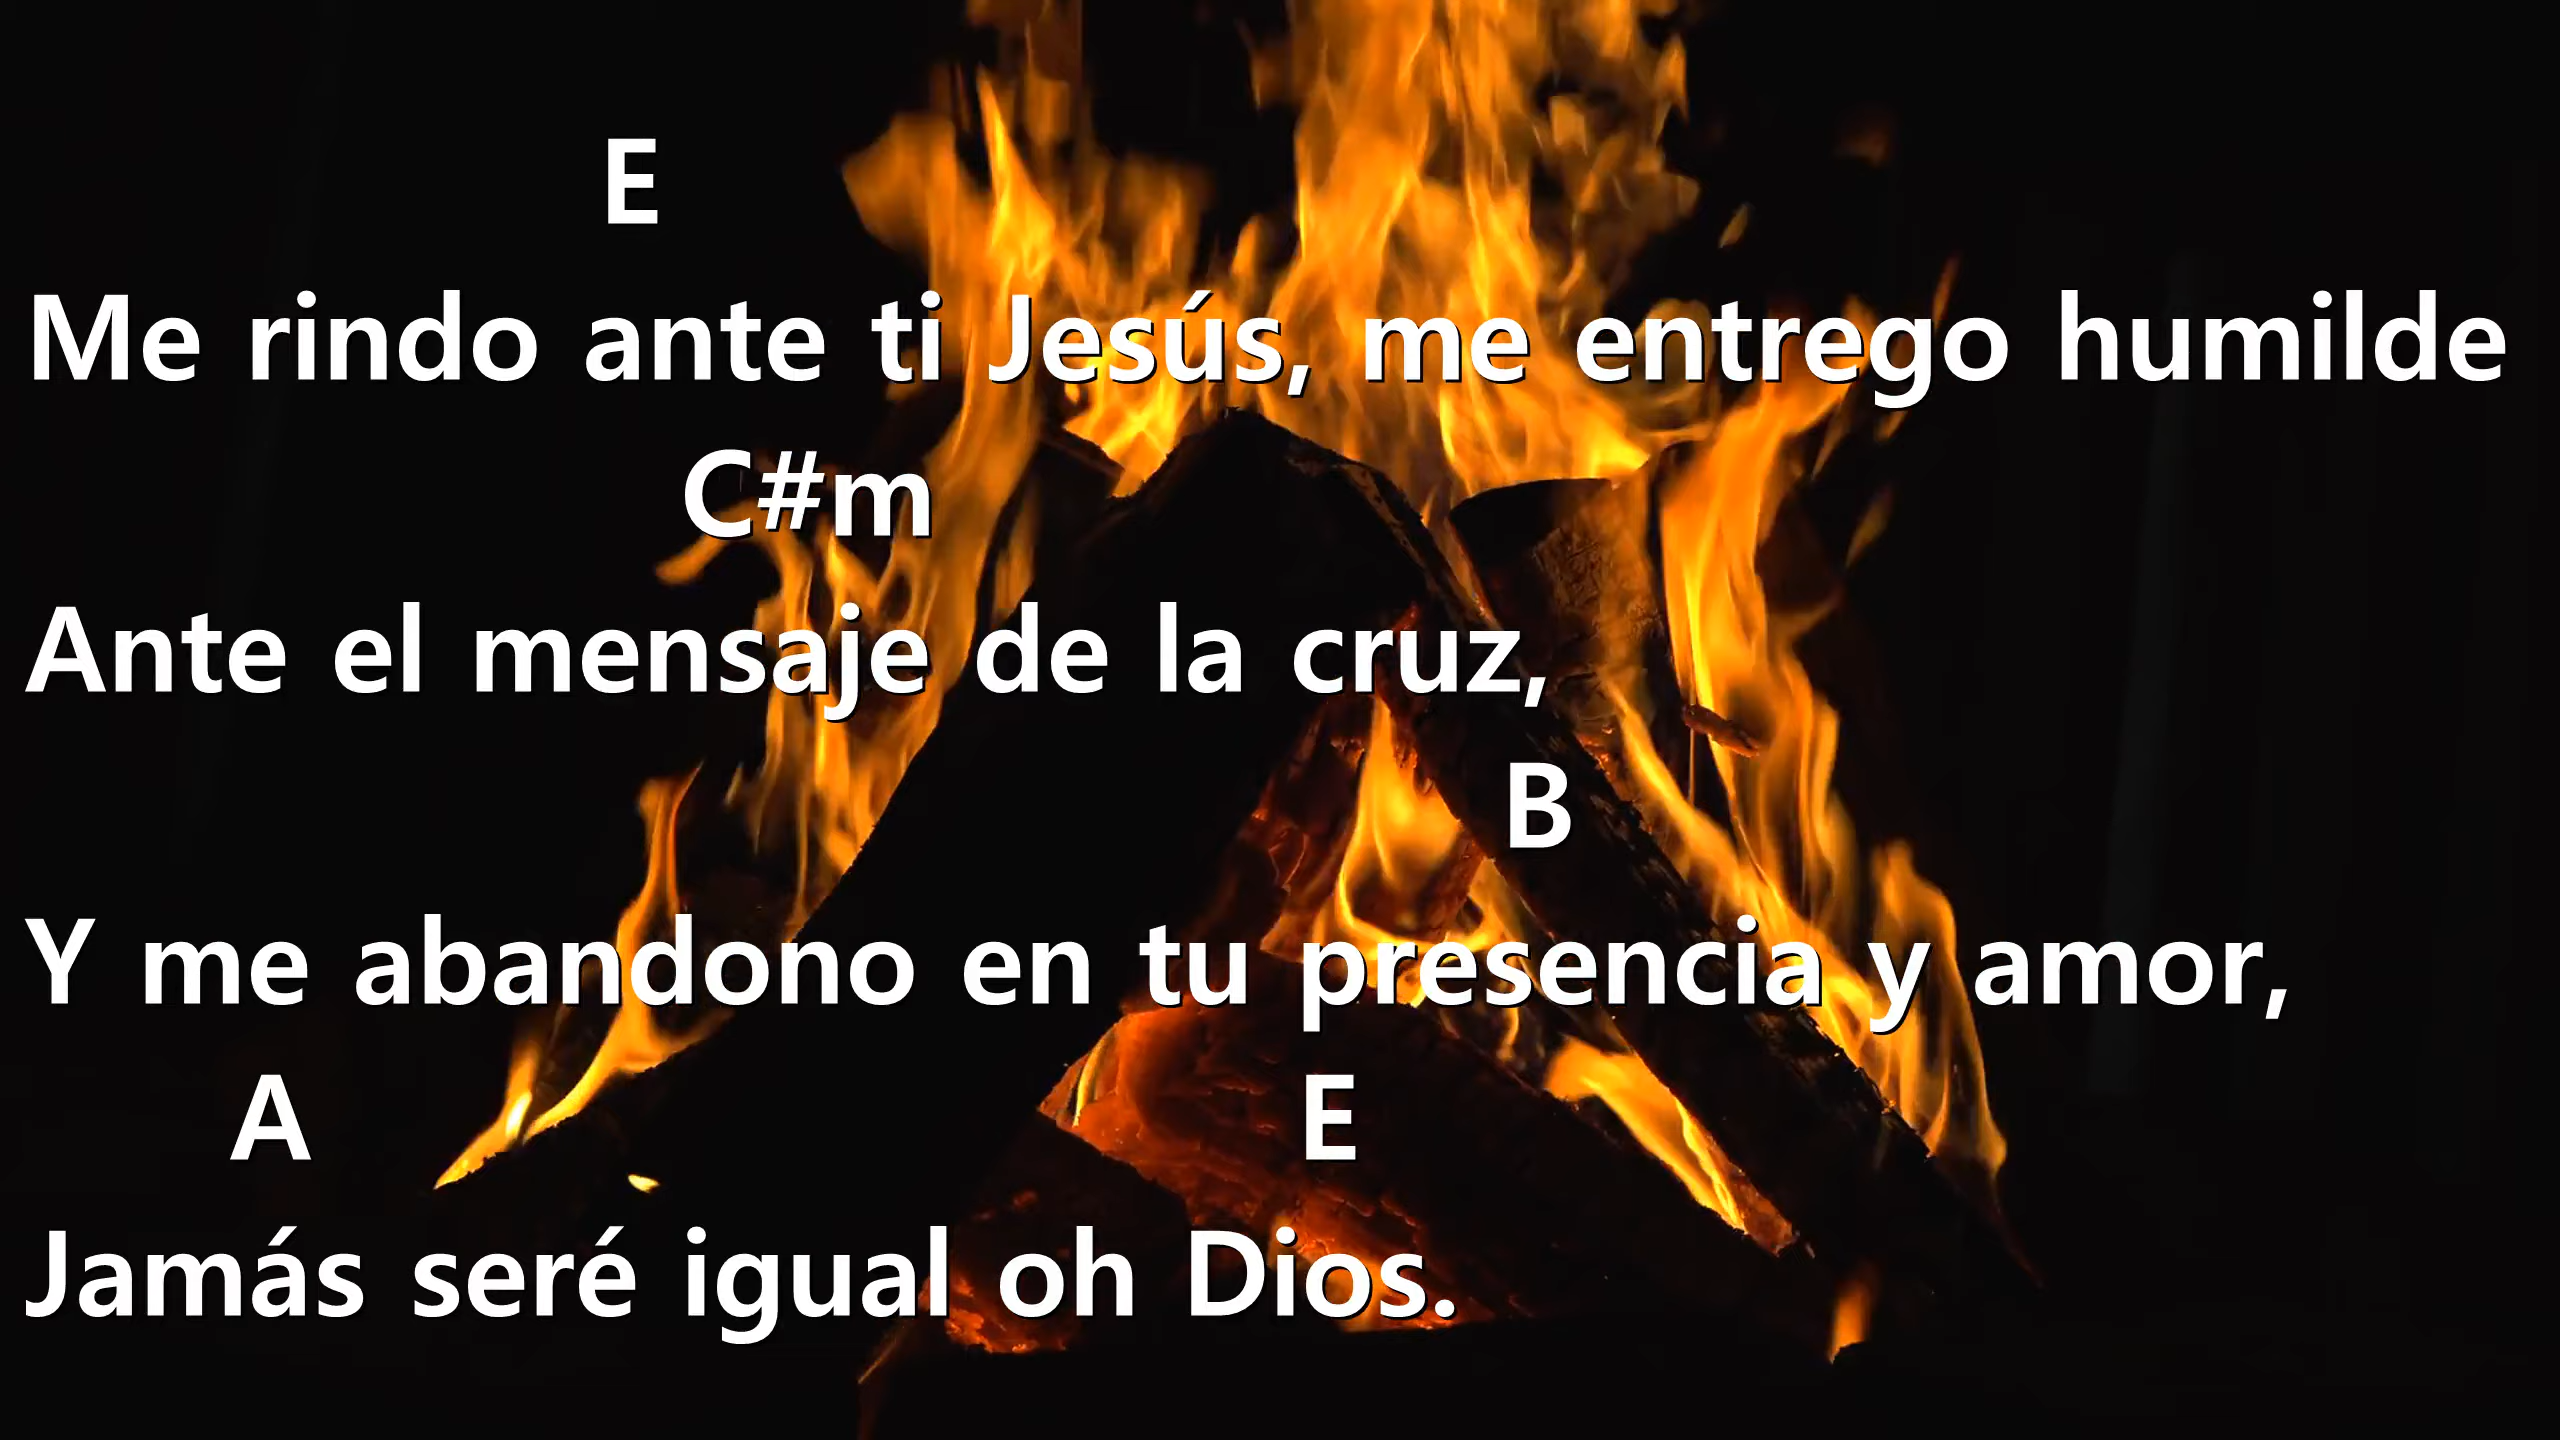 E
Me rindo ante ti Jesús, me entrego humilde
C#m
Ante el mensaje de la cruz,
B
Y me abandono en tu presencia y amor,
A E
Jamás seré igual oh Dios.